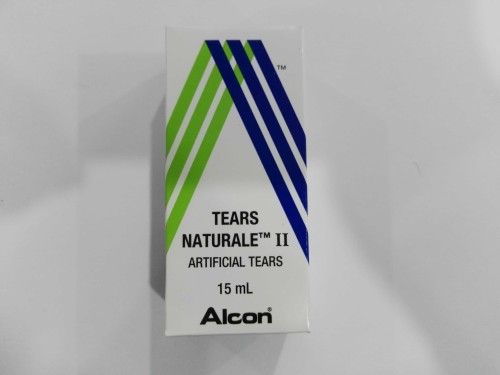 ™
TEARS
NATURALE™ II
ARTIFICIAL TEARS
15 mL
Alcon®